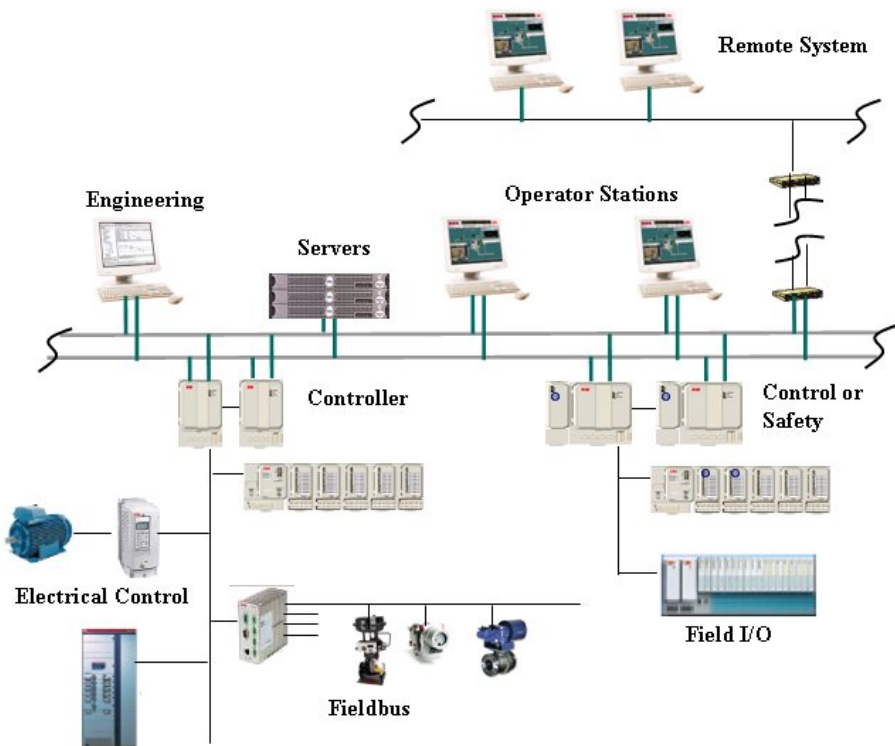 Remote System
Engineering
Operator Stations
Servers
Controller
Control or
Safety
Electrical Control
Field I/O
Fieldbus